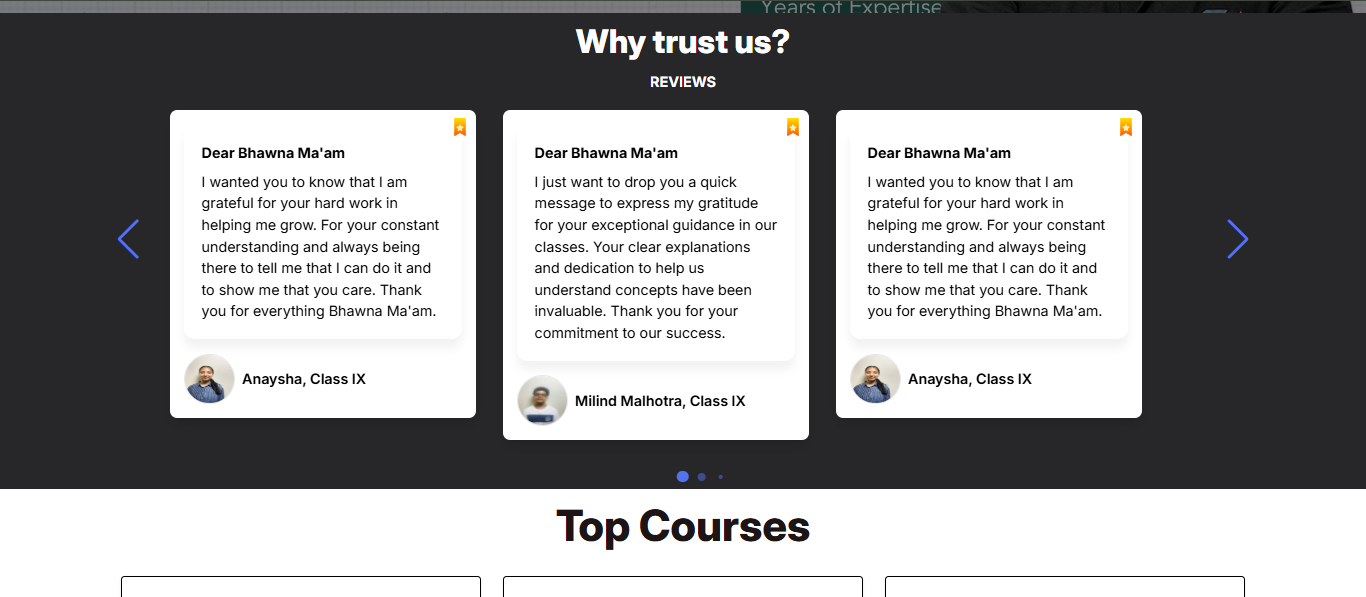 Years of Expertise
Why trust us?
REVIEWS
Dear Bhawna Ma'am
I wanted you to know that I am
grateful for your hard work in
helping me grow. For your constant
understanding and always being
there to tell me that I can do it and
to show me that you care. Thank
you for everything Bhawna Ma'am.
Anaysha, Class IX
Dear Bhawna Ma'am
I just want to drop you a quick
message to express my gratitude
for your exceptional guidance in our
classes. Your clear explanations
and dedication to help us
understand concepts have been
invaluable. Thank you for your
commitment to our success.
Milind Malhotra, Class IX
Dear Bhawna Ma'am
I wanted you to know that I am
grateful for your hard work in
helping me grow. For your constant
understanding and always being
there to tell me that I can do it and
to show me that you care. Thank
you for everything Bhawna Ma'am.
Anaysha, Class IX
Top Courses